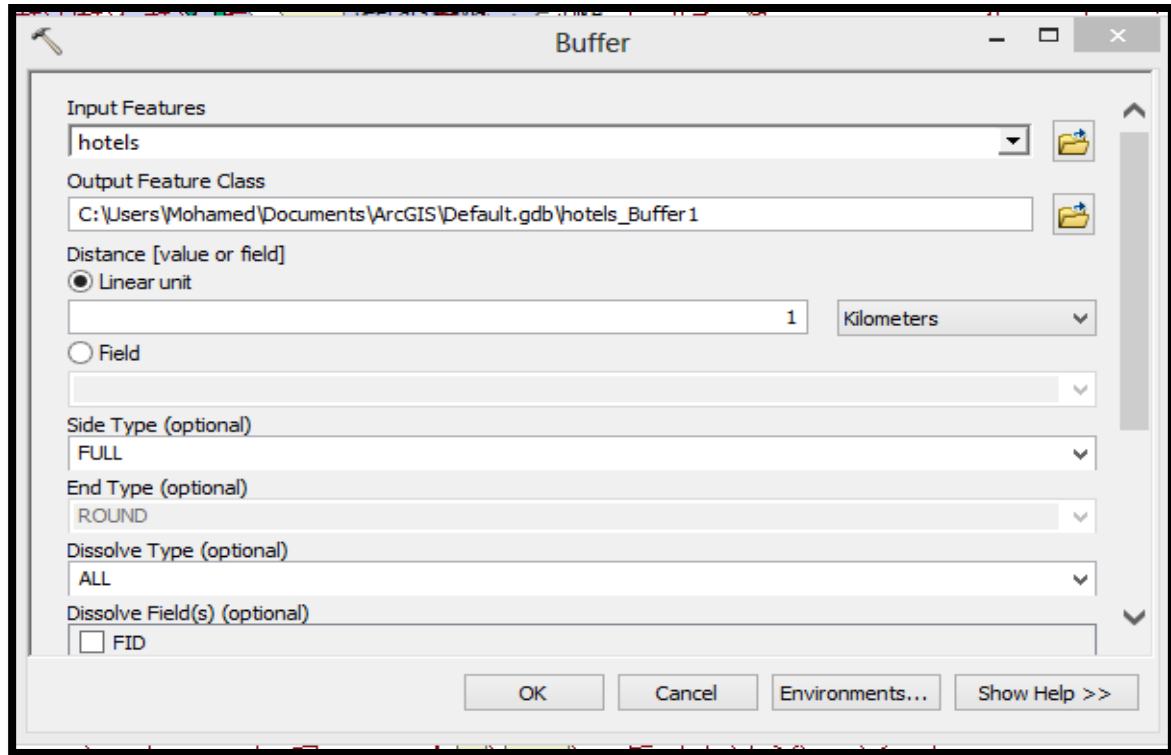 Buffer
Input Features
hotels
Output Feature Class
C:\Users\Mohamed\Documents\ArcGIS\Default.gdb\hotels_Buffer1
Distance [value or field]
Linear unit
1 Kilometers
Field
Side Type (optional)
FULL
End Type (optional)
ROUND
Dissolve Type (optional)
ALL
Dissolve Field(s) (optional)
FID
OK Cancel Environments... Show Help >>